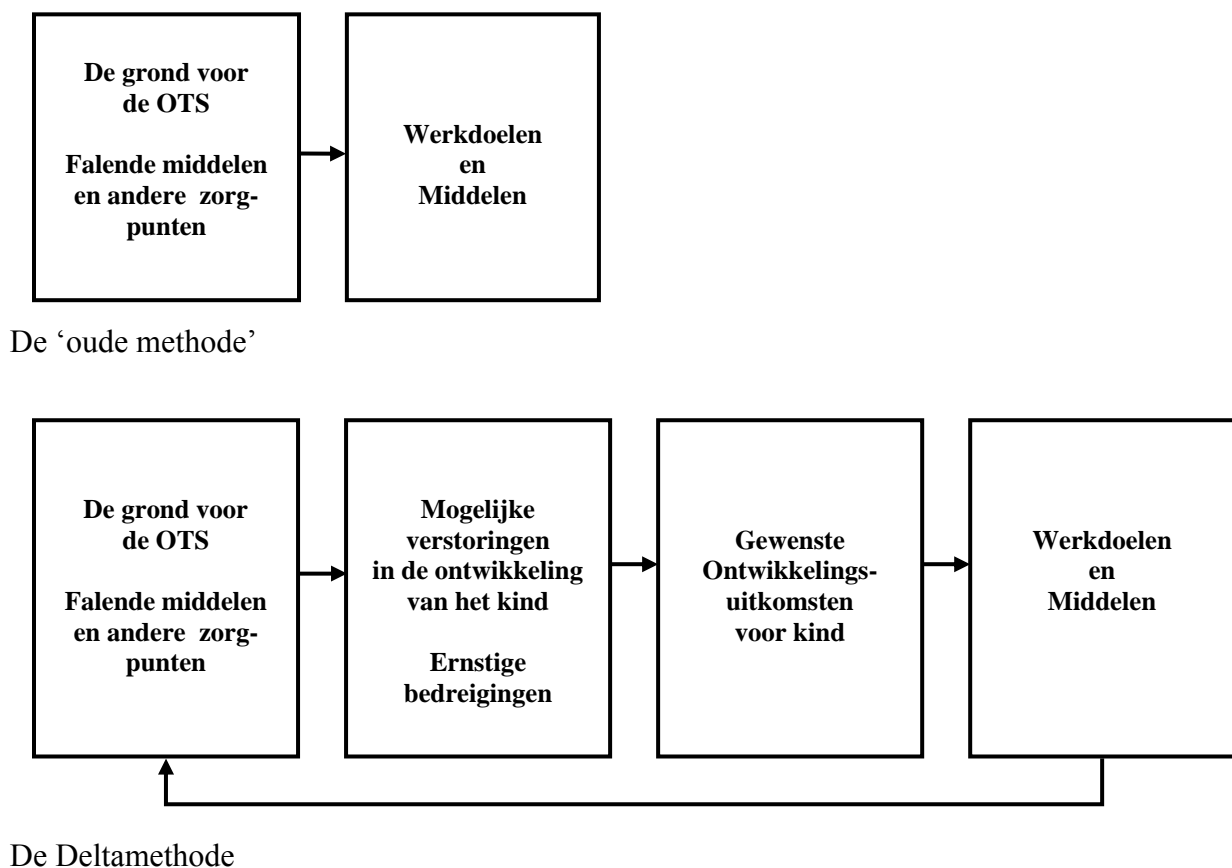 De grond voor
de OTS
Falende middelen
en andere zorg-
punten
Werkdoelen
en
Middelen
De ‘oude methode’
De grond voor
de OTS
Falende middelen
en andere zorg-
punten
Mogelijke
verstoringen
in de ontwikkeling
van het kind
Ernstige
bedreigingen
Gewenste
Ontwikkelings-
uitkomsten
voor kind
Werkdoelen
en
Middelen
De Deltamethode